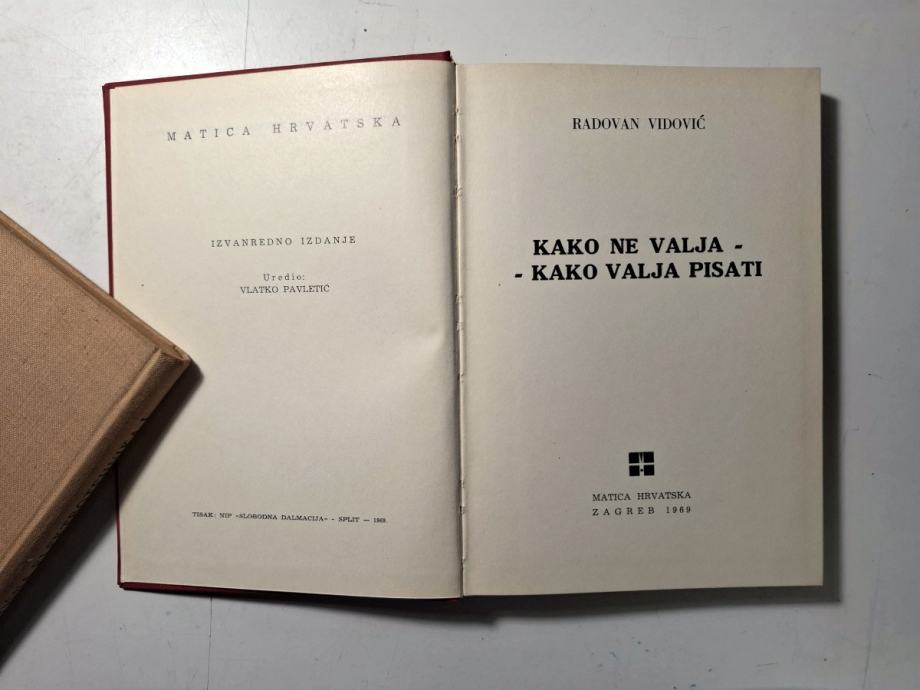 MATICA HRVATSKA
IZVANREDNO IZDANJE
Uredio:
VLATKO PAVLETIĆ
TISAK: NIP »SLOBODNA DALMACIJA« - SPLIT — 1969.
RADOVAN VIDOVIĆ
KAKO NE VALJA -
- KAKO VALJA PISATI
MATICA HRVATSKA
ZAGREB 1969